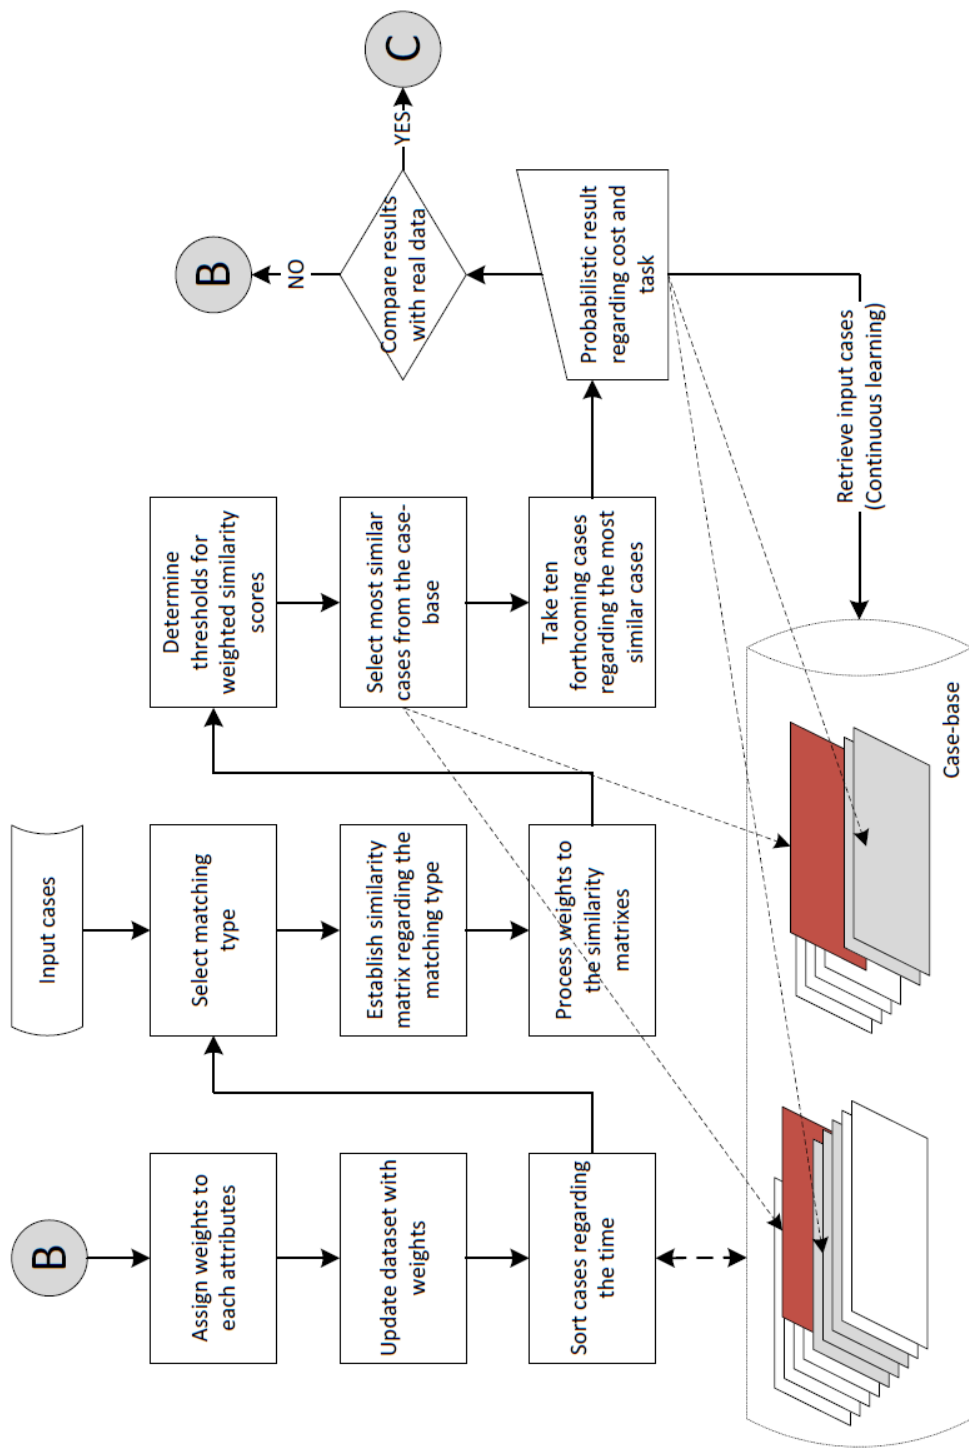 B
Assign weights to
each attributes
Update dataset with
weights
Sort cases regarding
the time
Input cases
Select matching
type
Establish similarity
matrix regarding the
matching type
Process weights to
the similarity
matrixes
Determine
thresholds for
weighted similarity
scores
Select most similar
cases from the case-
base
Take ten
forthcoming cases
regarding the most
similar cases
Probabilistic result
regarding cost and
task
Compare results
with real data
NO
B
YES
C
Retrieve input cases
(Continuous learning)
Case-base